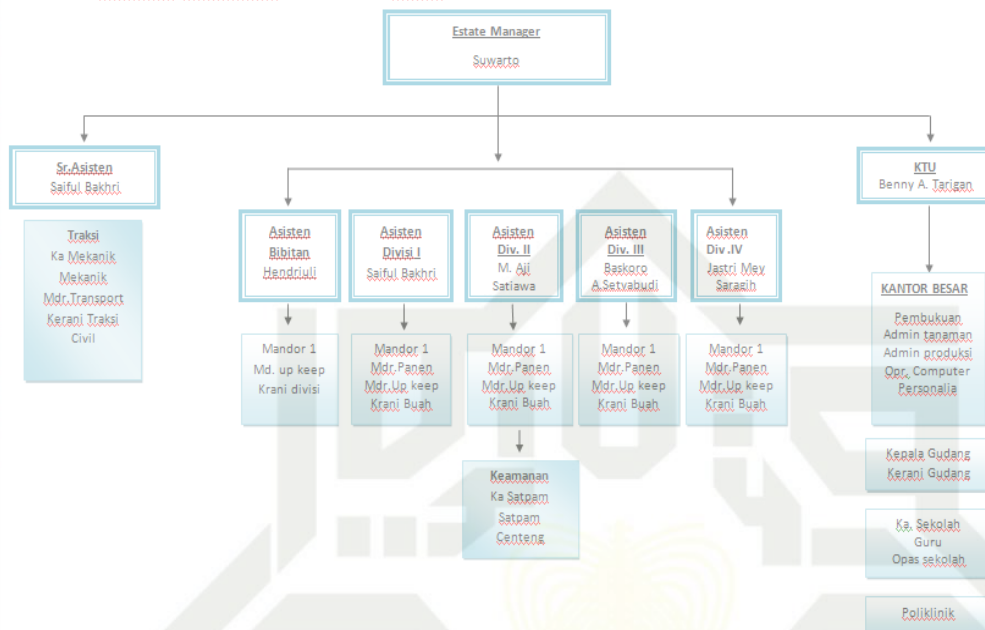 Estate Manager
Suwarto
Sr.Asisten
Saiful Bakhri
KTU
Benny A. Tarigan
Traksi
Ka Mekanik
Mekanik
Mdr.Transport
Kerani Traksi
Civil
Asisten
Bibitan
Hendriuli
Asisten
Divisi I
Saiful Bakhri
Asisten
Div. II
M. Aji
Satiawa
Asisten
Div. III
Baskoro
A.Setyabudi
Asisten
Div .IV
Jastri Mey
Saragih
Mandor 1
Md. up keep
Krani divisi
Mandor 1
Mdr.Panen
Mdr.Up keep
Krani Buah
Mandor 1
Mdr.Panen
Mdr.Up keep
Krani Buah
Mandor 1
Mdr.Panen
Mdr.Up keep
Krani Buah
Mandor 1
Mdr.Panen
Mdr.Up keep
Krani Buah
Keamanan
Ka Satpam
Satpam
Centeng
KANTOR BESAR
Pembukuan
Admin tanaman
Admin produksi
Opr. Computer
Personalia
Kepala Gudang
Kerani Gudang
Ka. Sekolah
Guru
Opas sekolah
Poliklinik